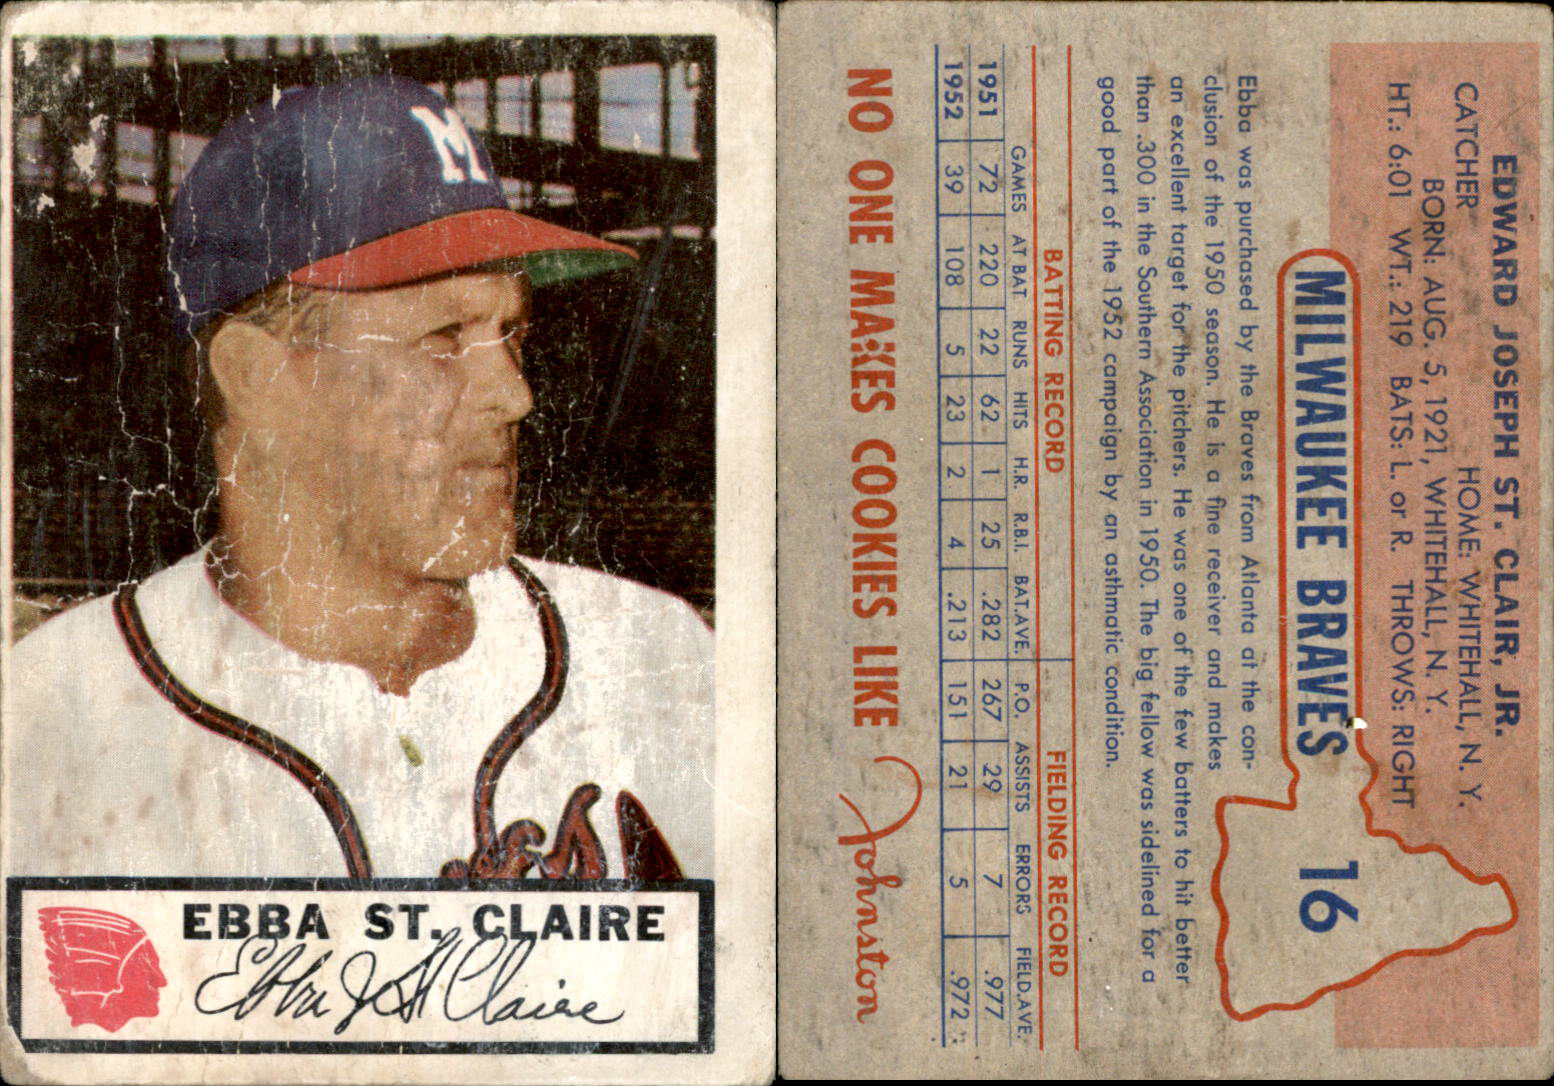 EBBA ST. CLAIRE
Ebba J St Claire
EDWARD JOSEPH ST. CLAIR, JR.
CATCHER HOME: WHITEHALL, N. Y.
BORN: AUG. 5, 1921, WHITEHALL, N. Y.
HT.: 6:01 WT.: 219 BATS: L. or R. THROWS: RIGHT
MILWAUKEE BRAVES 16
Ebba was purchased by the Braves from Atlanta at the con-
clusion of the 1950 season. He is a fine receiver and makes
an excellent target for the pitchers. He was one of the few batters to hit better
than .300 in the Southern Association in 1950. The big fellow was sidelined for a
good part of the 1952 campaign by an asthmatic condition.
BATTING RECORD FIELDING RECORD
GAMES AT BAT RUNS HITS H.R. R.B.I. BAT.AVE. P.O. ASSISTS ERRORS FIELD.AVE.
1951 72 220 22 62 1 25 .282 267 29 7 .977
1952 39 108 5 23 2 4 .213 151 21 5 .972
NO ONE MAKES COOKIES LIKE Johnston
M